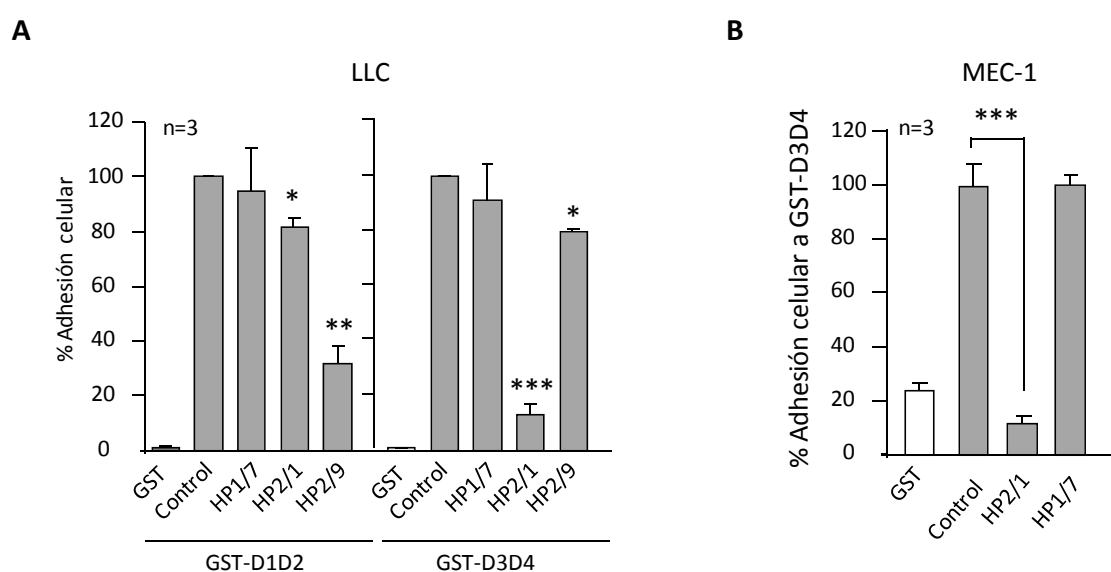 A
LLC
% Adhesión celular
120
100
80
60
40
20
0
n=3
*
**
***
*
GST
Control
HP1/7
HP2/1
HP2/9
GST
Control
HP1/7
HP2/1
HP2/9
GST-D1D2
GST-D3D4
B
MEC-1
% Adhesión celular a GST-D3D4
120
100
80
60
40
20
0
n=3
***
GST
Control
HP2/1
HP1/7